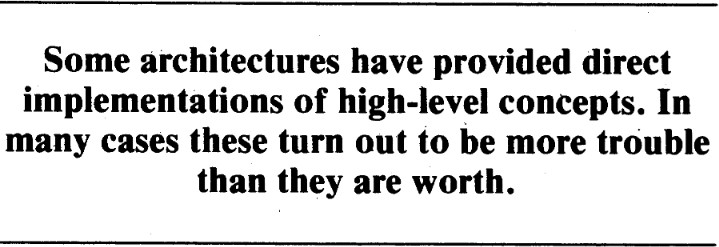 Some architectures have provided direct
implementations of high-level concepts. In
many cases these turn out to be more trouble
than they are worth.